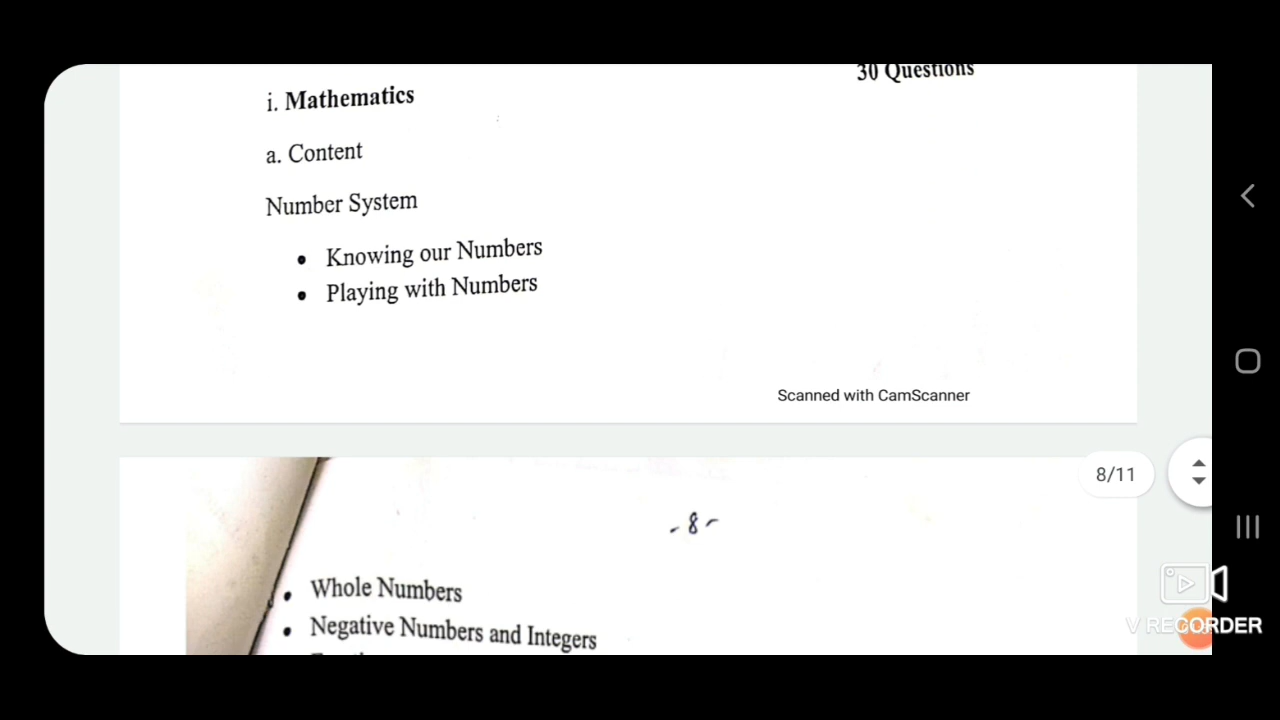 30 Questions
i. Mathematics
a. Content
Number System
• Knowing our Numbers
• Playing with Numbers
Scanned with CamScanner
8/11
-8-
• Whole Numbers
• Negative Numbers and Integers
V RECORDER